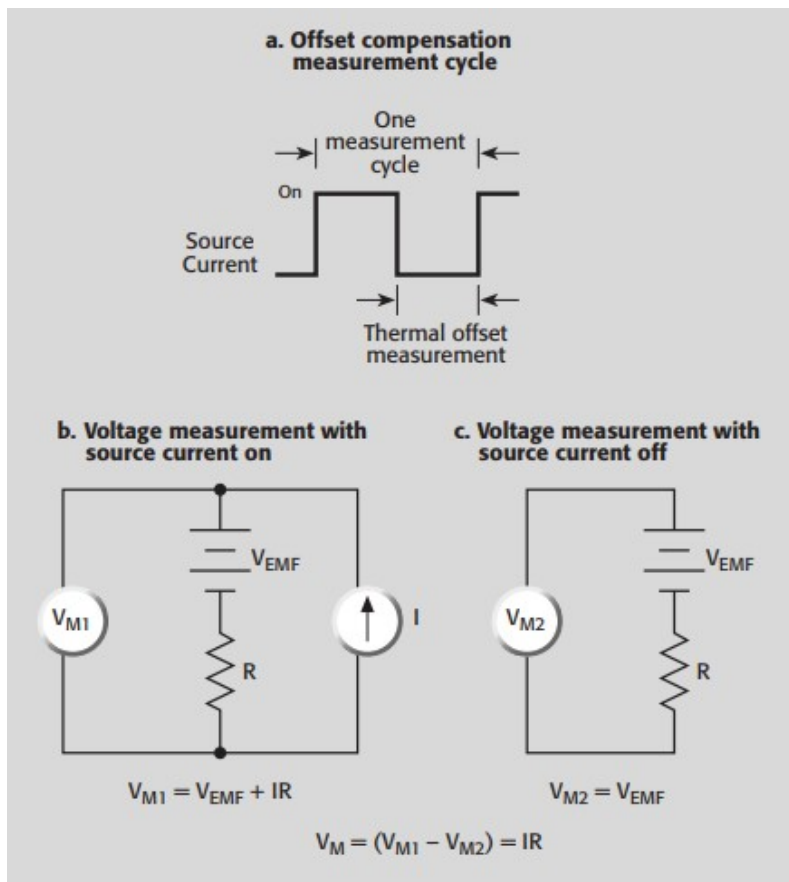 a. Offset compensation
measurement cycle
One
measurement
cycle
On
Source
Current
Thermal offset
measurement
b. Voltage measurement with
source current on
c. Voltage measurement with
source current off
VEMF
VM1
I
R
VEMF
VM2
R
VM1 = VEMF + IR
VM2 = VEMF
VM = (VM1 – VM2) = IR